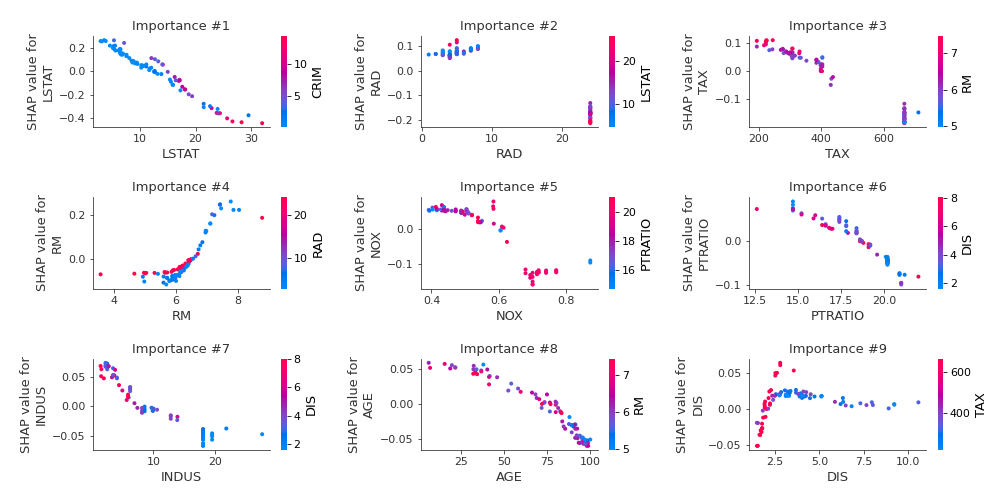 Importance #1
Importance #2
Importance #3
SHAP value for
LSTAT
0.2
0.0
−0.2
−0.4
10
20
30
LSTAT
10
5
CRIM
SHAP value for
RAD
0.1
0.0
−0.1
−0.2
0
10
20
RAD
20
10
LSTAT
SHAP value for
TAX
0.1
0.0
−0.1
200
400
600
TAX
7
6
5
RM
Importance #4
Importance #5
Importance #6
SHAP value for
RM
0.2
0.0
4
6
8
RM
20
10
RAD
SHAP value for
NOX
0.0
−0.1
0.4
0.6
0.8
NOX
20
18
16
PTRATIO
SHAP value for
PTRATIO
0.0
−0.1
12.5
15.0
17.5
20.0
PTRATIO
8
6
4
2
DIS
Importance #7
Importance #8
Importance #9
SHAP value for
INDUS
0.05
0.00
−0.05
10
20
INDUS
8
6
4
2
DIS
SHAP value for
AGE
0.05
0.00
−0.05
25
50
75
100
AGE
7
6
5
RM
SHAP value for
DIS
0.05
0.00
−0.05
2.5
5.0
7.5
10.0
DIS
600
400
TAX